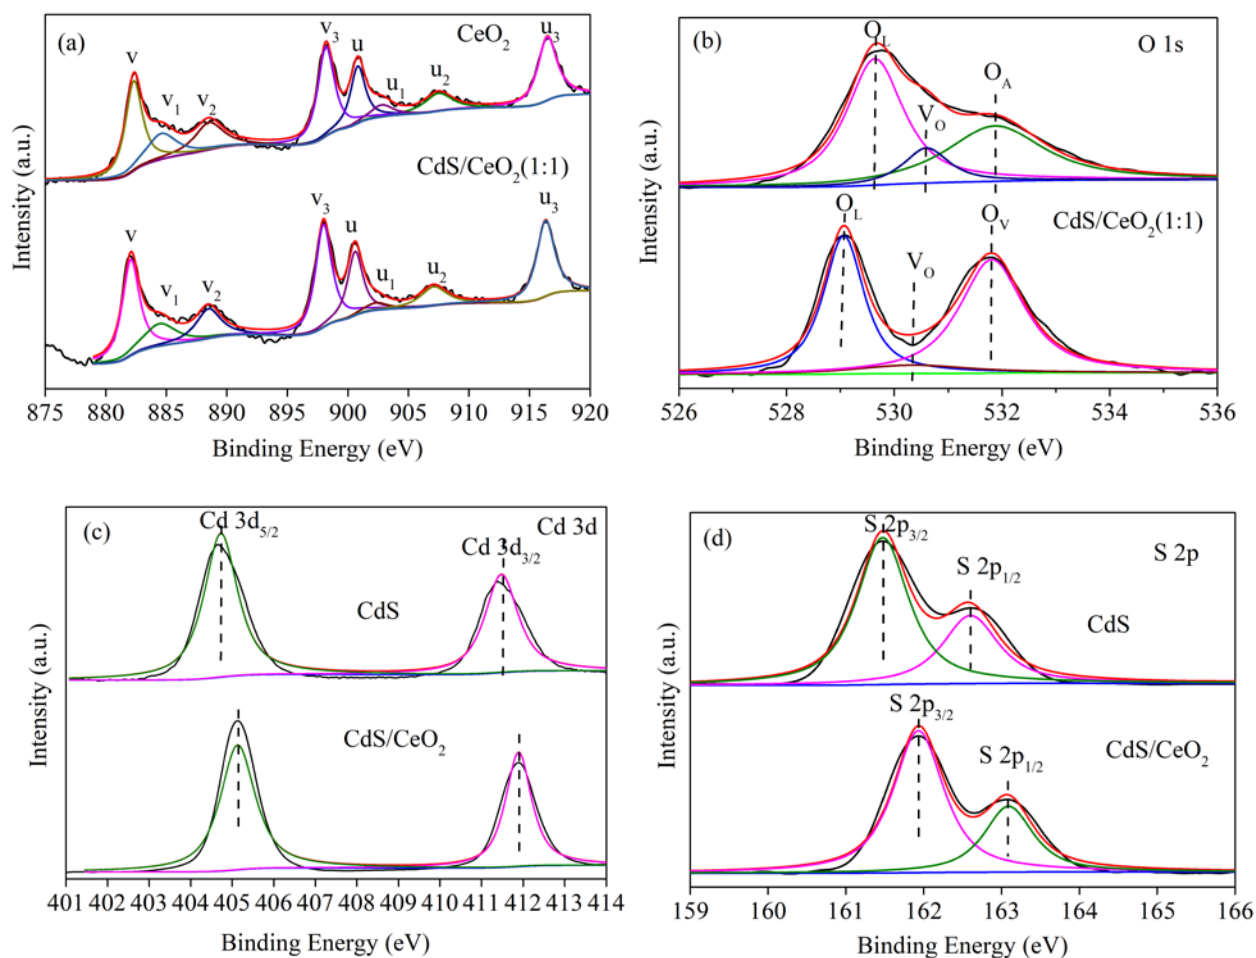 (a)
CeO2
v
v1
v2
v3
u
u1
u2
u3
CdS/CeO2(1:1)
v
v1
v2
v3
u
u1
u2
u3
Intensity (a.u.)
875 880 885 890 895 900 905 910 915 920
Binding Energy (eV)
(b)
O 1s
OL
VO
OA
CdS/CeO2(1:1)
OL
VO
OV
Intensity (a.u.)
526 528 530 532 534 536
Binding Energy (eV)
(c)
Cd 3d5/2
Cd 3d
Cd 3d3/2
CdS
CdS/CeO2
Intensity (a.u.)
401 402 403 404 405 406 407 408 409 410 411 412 413 414
Binding Energy (eV)
(d)
S 2p3/2
S 2p
S 2p1/2
CdS
S 2p3/2
S 2p1/2
CdS/CeO2
Intensity (a.u.)
159 160 161 162 163 164 165 166
Binding Energy (eV)